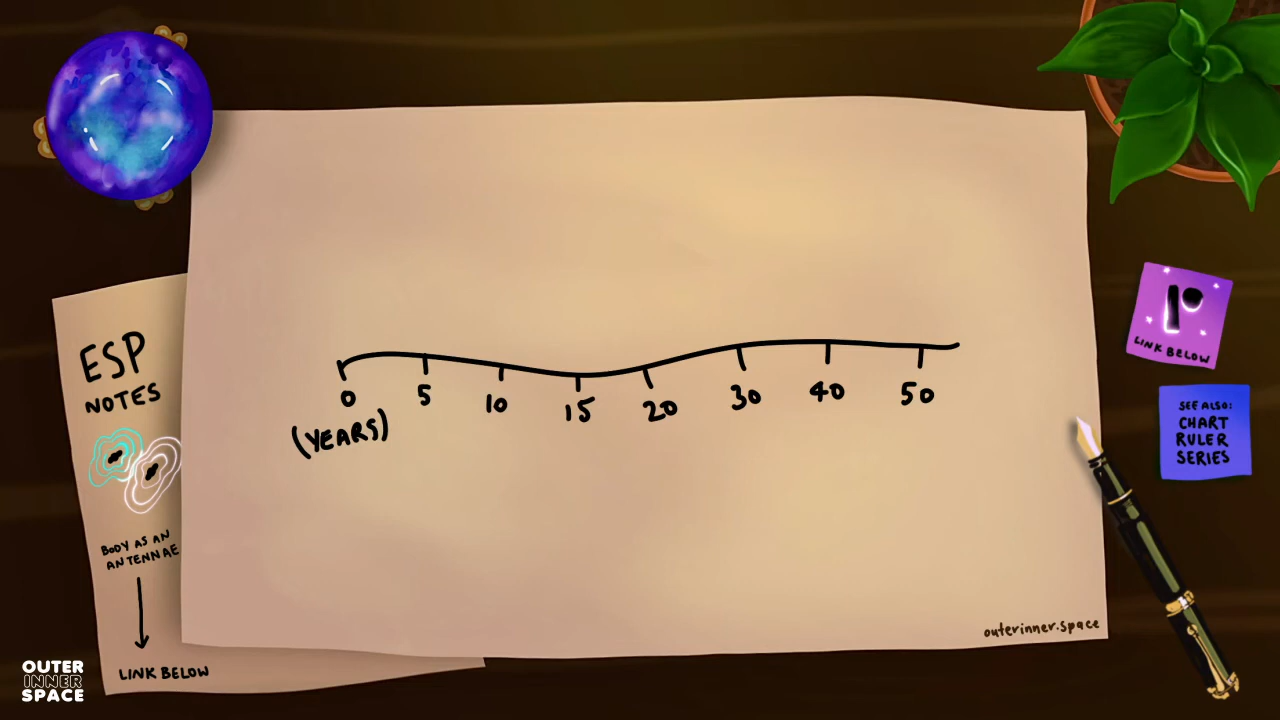 0 5 10 15 20 30 40 50
(YEARS)
outerinner.space
ESP
NOTES
BODY AS AN
ANTENNAE
LINK BELOW
OUTER
INNER
SPACE
LINK BELOW
SEE ALSO:
CHART
RULER
SERIES